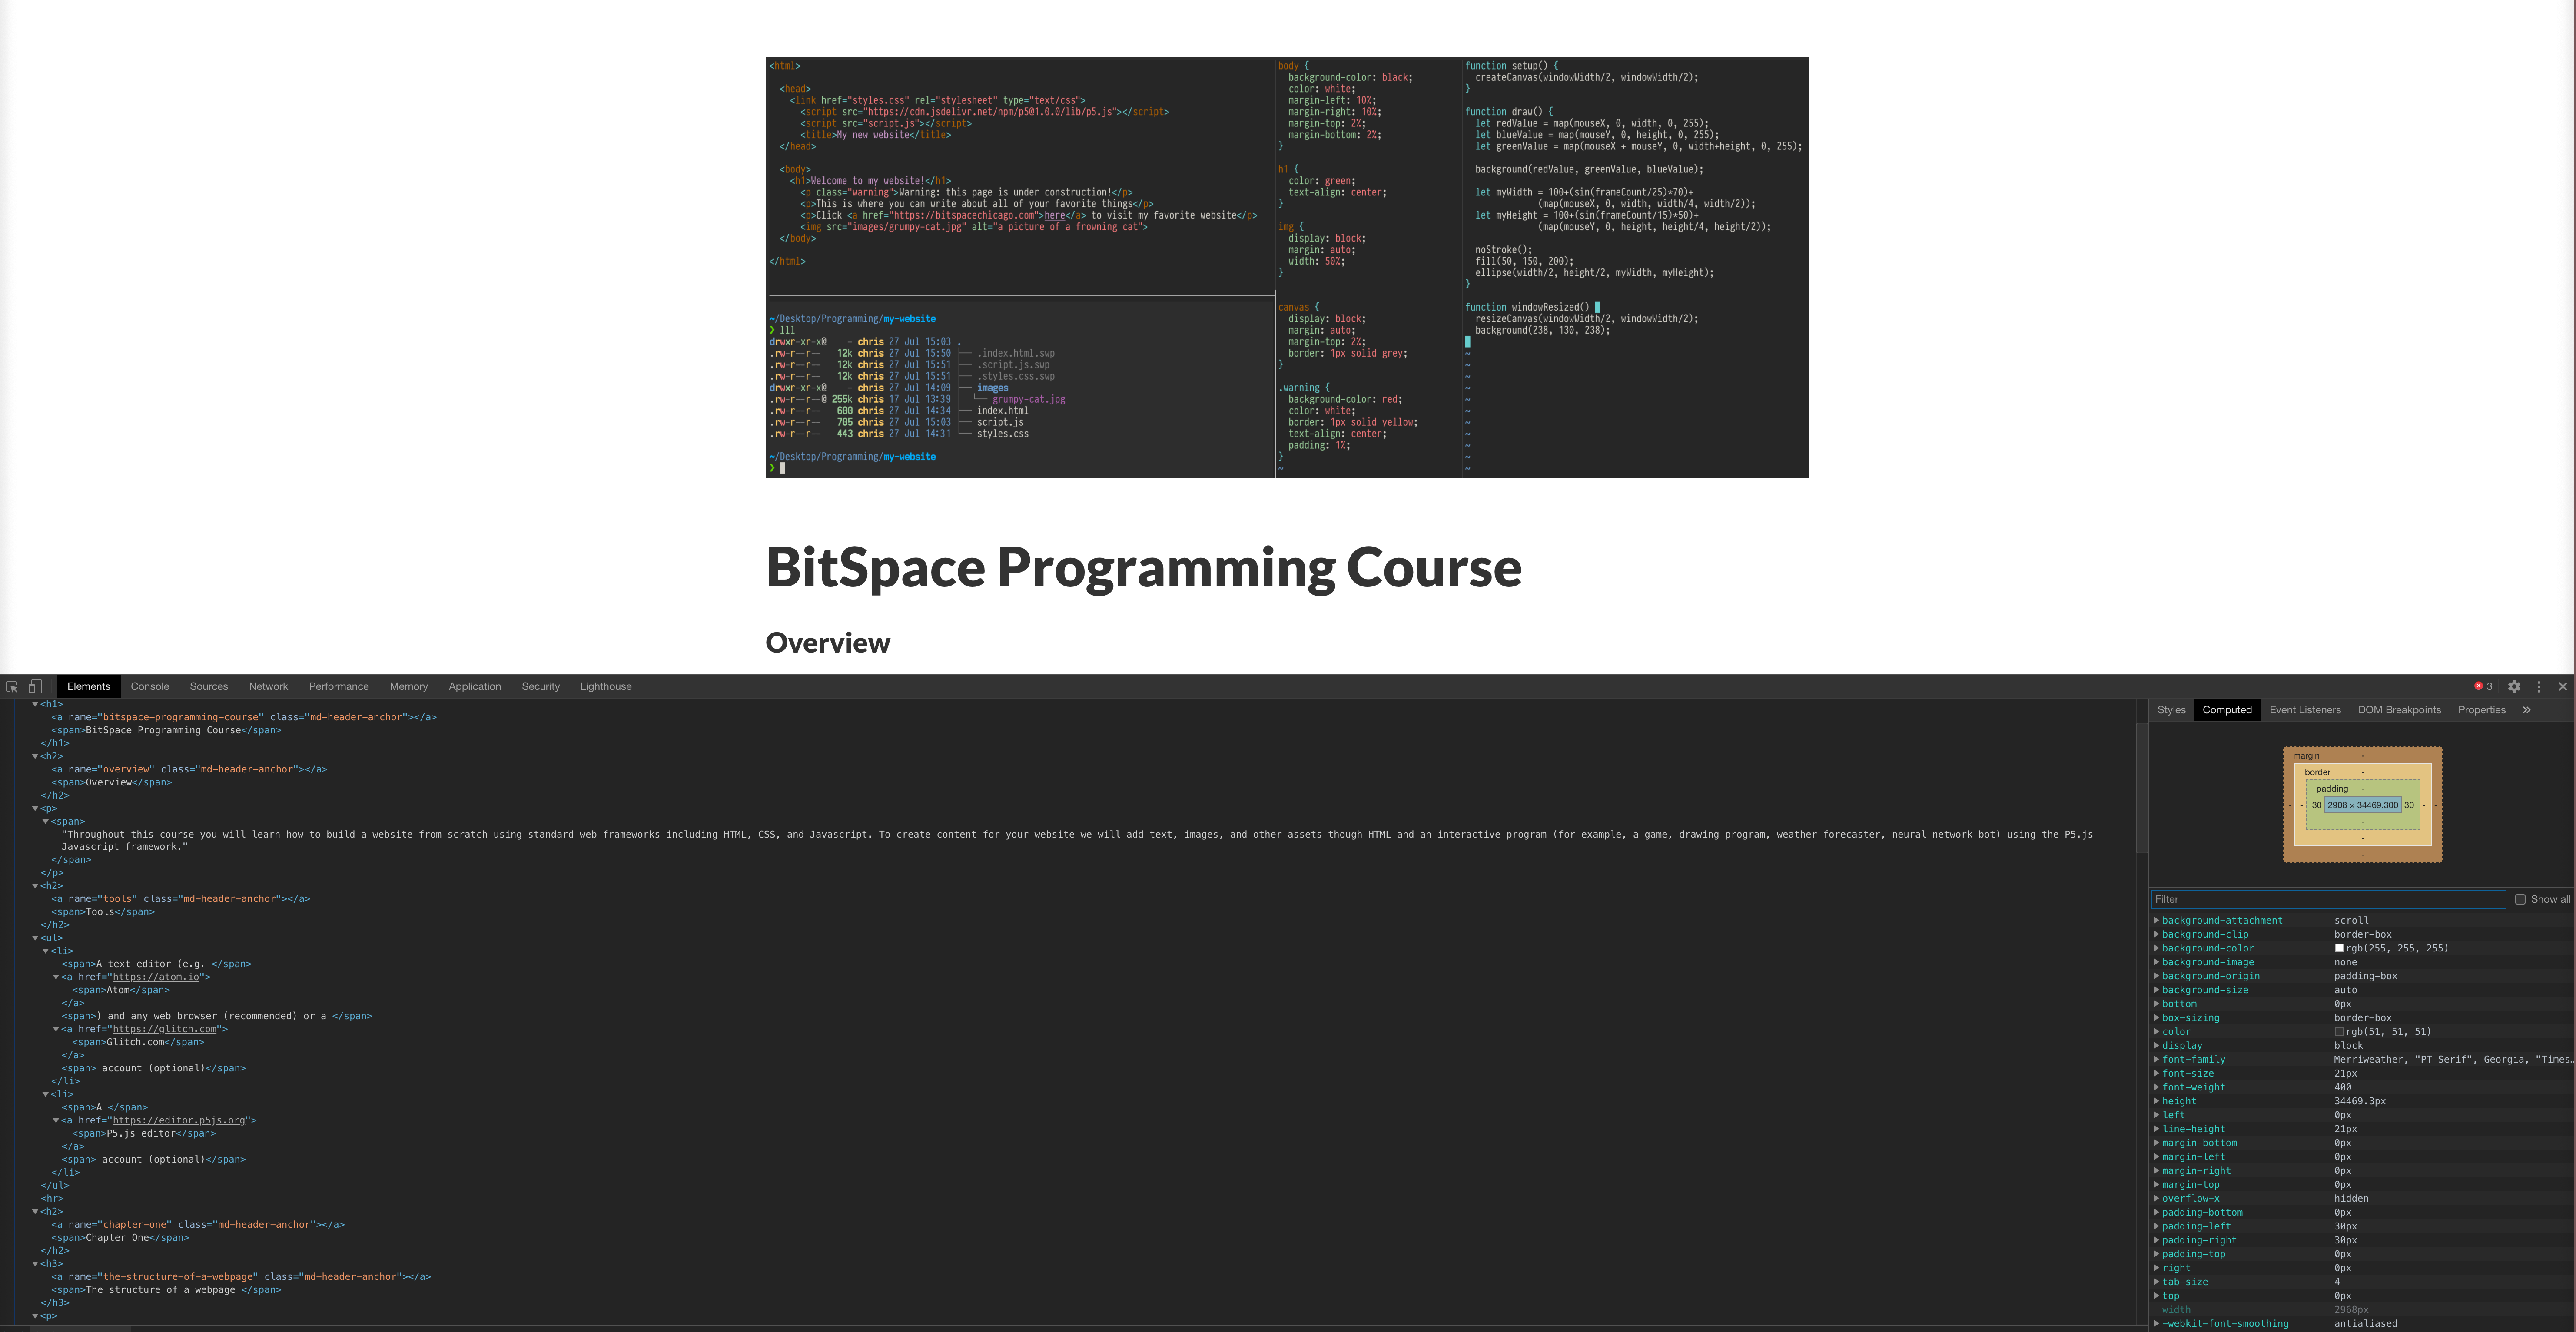 <html>
<head>
<link href="styles.css" rel="stylesheet" type="text/css">
<script src="https://cdn.jsdelivr.net/npm/p5@1.0.0/lib/p5.js"></script>
<script src="script.js"></script>
<title>My new website</title>
</head>
<body>
<h1>Welcome to my website!</h1>
<p class="warning">Warning: this page is under construction!</p>
<p>This is where you can write about all of your favorite things</p>
<p>Click <a href="https://bitspacechicago.com">here</a> to visit my favorite website</p>
<img src="images/grumpy-cat.jpg" alt="a picture of a frowning cat">
</body>
</html>
~/Desktop/Programming/my-website
❯ lll
drwxr-xr-x@ - chris 27 Jul 15:03 .
.rw-r--r-- 12k chris 27 Jul 15:50 ├── .index.html.swp
.rw-r--r-- 12k chris 27 Jul 15:51 ├── .script.js.swp
.rw-r--r-- 12k chris 27 Jul 15:51 ├── .styles.css.swp
drwxr-xr-x@ - chris 27 Jul 14:09 ├── images
.rw-r--r--@ 255k chris 17 Jul 13:39 │ └── grumpy-cat.jpg
.rw-r--r-- 600 chris 27 Jul 14:34 ├── index.html
.rw-r--r-- 705 chris 27 Jul 15:03 ├── script.js
.rw-r--r-- 443 chris 27 Jul 14:31 └── styles.css
~/Desktop/Programming/my-website
❯
body {
background-color: black;
color: white;
margin-left: 10%;
margin-right: 10%;
margin-top: 2%;
margin-bottom: 2%;
}
h1 {
color: green;
text-align: center;
}
img {
display: block;
margin: auto;
width: 50%;
}
canvas {
display: block;
margin: auto;
margin-top: 2%;
border: 1px solid grey;
}
.warning {
background-color: red;
color: white;
border: 1px solid yellow;
text-align: center;
padding: 1%;
}
~
function setup() {
createCanvas(windowWidth/2, windowWidth/2);
}
function draw() {
let redValue = map(mouseX, 0, width, 0, 255);
let blueValue = map(mouseY, 0, height, 0, 255);
let greenValue = map(mouseX + mouseY, 0, width+height, 0, 255);
background(redValue, greenValue, blueValue);
let myWidth = 100+(sin(frameCount/25)*70)+
(map(mouseX, 0, width, width/4, width/2));
let myHeight = 100+(sin(frameCount/15)*50)+
(map(mouseY, 0, height, height/4, height/2));
noStroke();
fill(50, 150, 200);
ellipse(width/2, height/2, myWidth, myHeight);
}
function windowResized()
resizeCanvas(windowWidth/2, windowWidth/2);
background(238, 130, 238);
~
~
~
~
~
~
~
~
~
~
~
BitSpace Programming Course
Overview
Elements Console Sources Network Performance Memory Application Security Lighthouse 3
<h1>
<a name="bitspace-programming-course" class="md-header-anchor"></a>
<span>BitSpace Programming Course</span>
</h1>
<h2>
<a name="overview" class="md-header-anchor"></a>
<span>Overview</span>
</h2>
<p>
<span>
"Throughout this course you will learn how to build a website from scratch using standard web frameworks including HTML, CSS, and Javascript. To create content for your website we will add text, images, and other assets though HTML and an interactive program (for example, a game, drawing program, weather forecaster, neural network bot) using the P5.js
Javascript framework."
</span>
</p>
<h2>
<a name="tools" class="md-header-anchor"></a>
<span>Tools</span>
</h2>
<ul>
<li>
<span>A text editor (e.g. </span>
<a href="https://atom.io">
<span>Atom</span>
</a>
<span>) and any web browser (recommended) or a </span>
<a href="https://glitch.com">
<span>Glitch.com</span>
</a>
<span> account (optional)</span>
</li>
<li>
<span>A </span>
<a href="https://editor.p5js.org">
<span>P5.js editor</span>
</a>
<span> account (optional)</span>
</li>
</ul>
<hr>
<h2>
<a name="chapter-one" class="md-header-anchor"></a>
<span>Chapter One</span>
</h2>
<h3>
<a name="the-structure-of-a-webpage" class="md-header-anchor"></a>
<span>The structure of a webpage </span>
</h3>
<p>
Styles Computed Event Listeners DOM Breakpoints Properties »
margin -
border -
padding -
- - 30 2908 × 34469.300 30 - -
-
-
-
Filter Show all
background-attachment scroll
background-clip border-box
background-color rgb(255, 255, 255)
background-image none
background-origin padding-box
background-size auto
bottom 0px
box-sizing border-box
color rgb(51, 51, 51)
display block
font-family Merriweather, "PT Serif", Georgia, "Times…
font-size 21px
font-weight 400
height 34469.3px
left 0px
line-height 21px
margin-bottom 0px
margin-left 0px
margin-right 0px
margin-top 0px
overflow-x hidden
padding-bottom 0px
padding-left 30px
padding-right 30px
padding-top 0px
right 0px
tab-size 4
top 0px
width 2968px
-webkit-font-smoothing antialiased